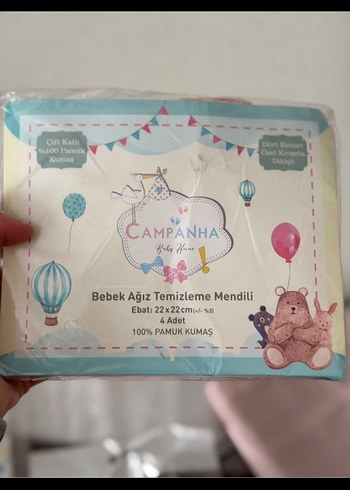 Çift Katlı
%100 Pamuk
Kumaş
Dört Kenarı
Özel Kroşeta
Dikişli
CAMPANHA
Baby Home
Bebek Ağız Temizleme Mendili
Ebat: 22x22cm(+/- %3)
4 Adet
100% PAMUK KUMAŞ